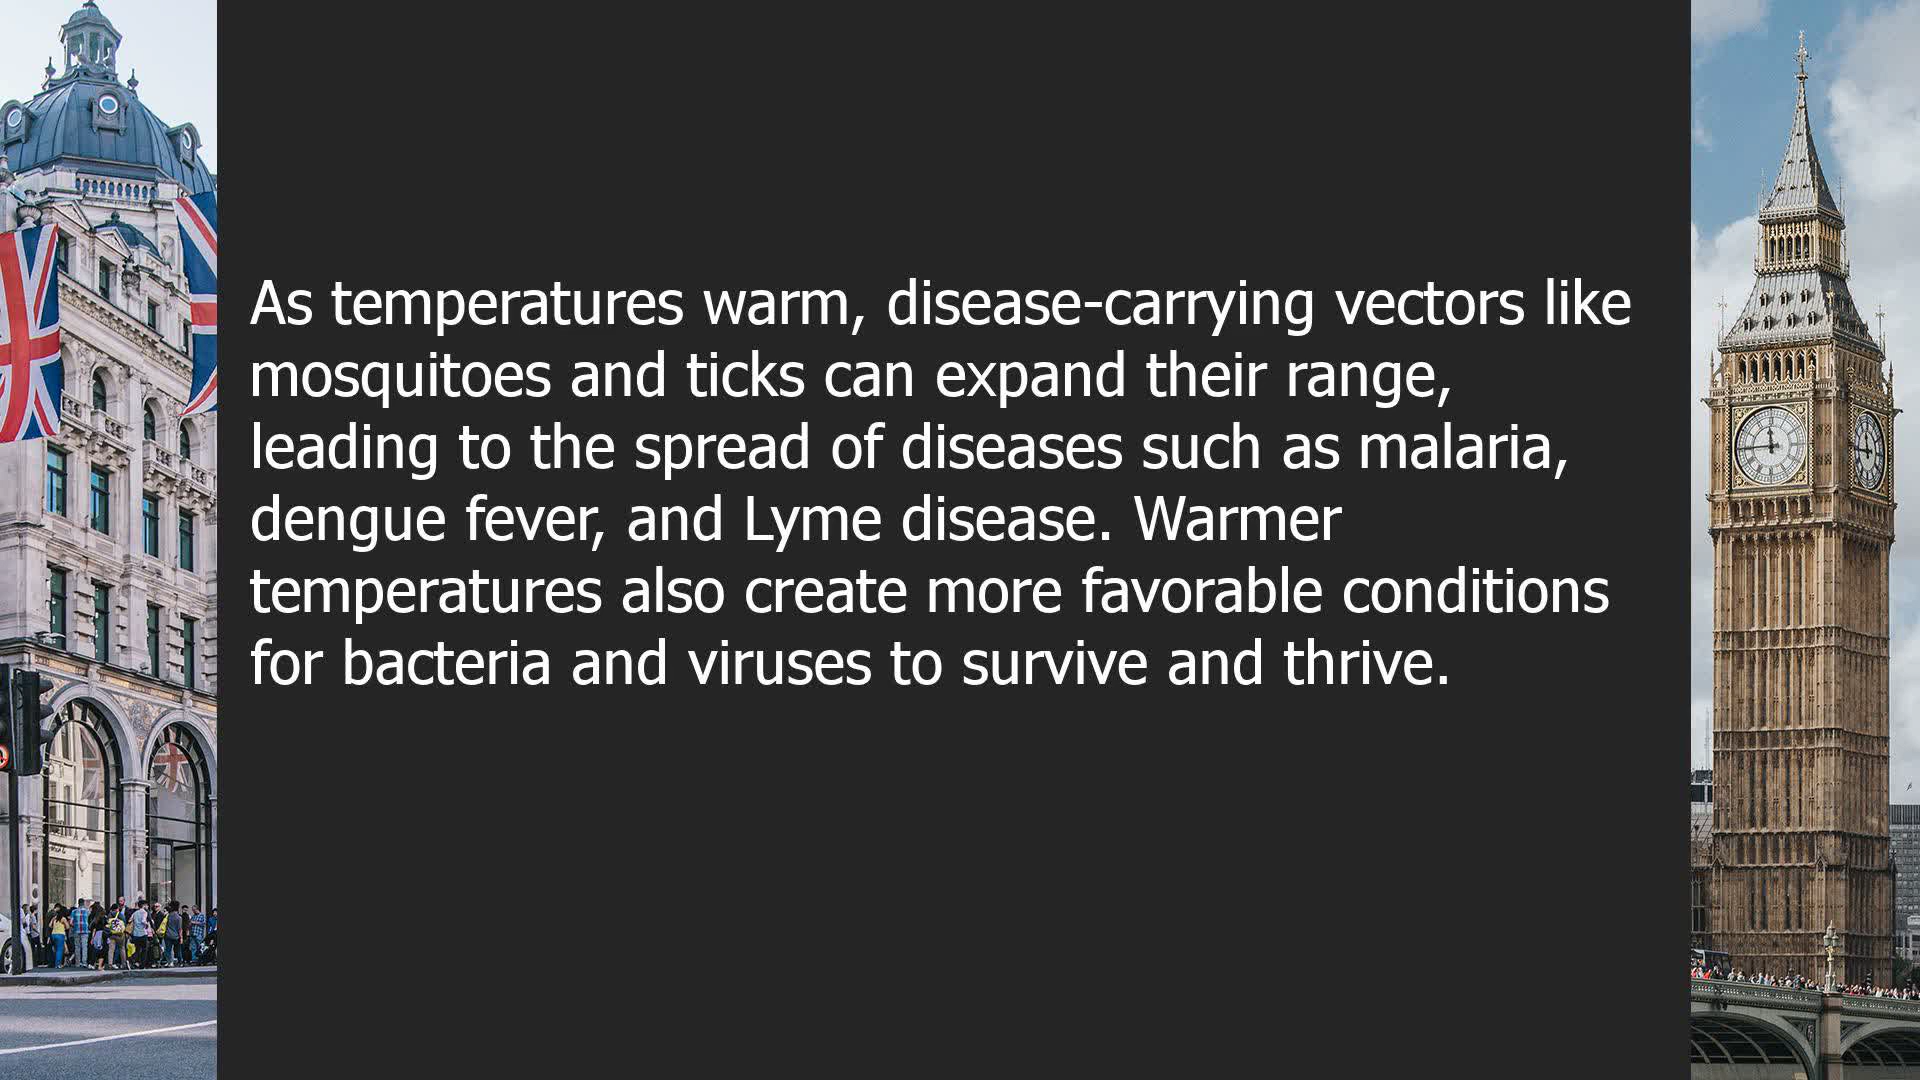 As temperatures warm, disease-carrying vectors like
mosquitoes and ticks can expand their range,
leading to the spread of diseases such as malaria,
dengue fever, and Lyme disease. Warmer
temperatures also create more favorable conditions
for bacteria and viruses to survive and thrive.